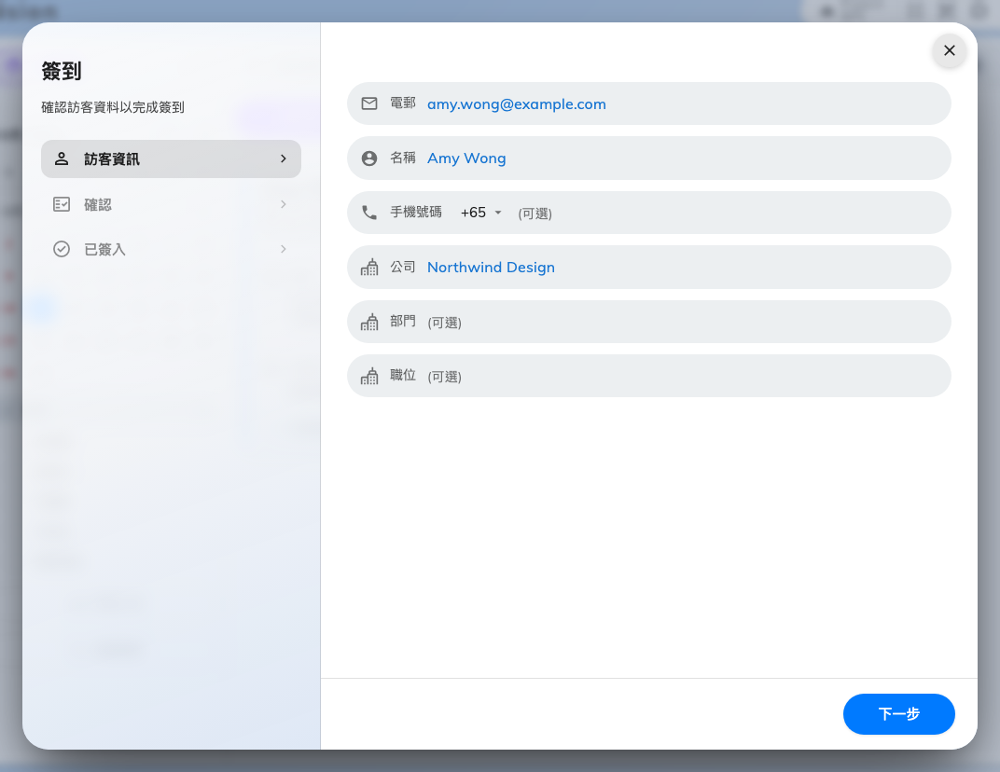 簽到
確認訪客資料以完成簽到
訪客資訊
確認
已簽入
電郵 amy.wong@example.com
名稱 Amy Wong
手機號碼 +65 (可選)
公司 Northwind Design
部門 (可選)
職位 (可選)
下一步